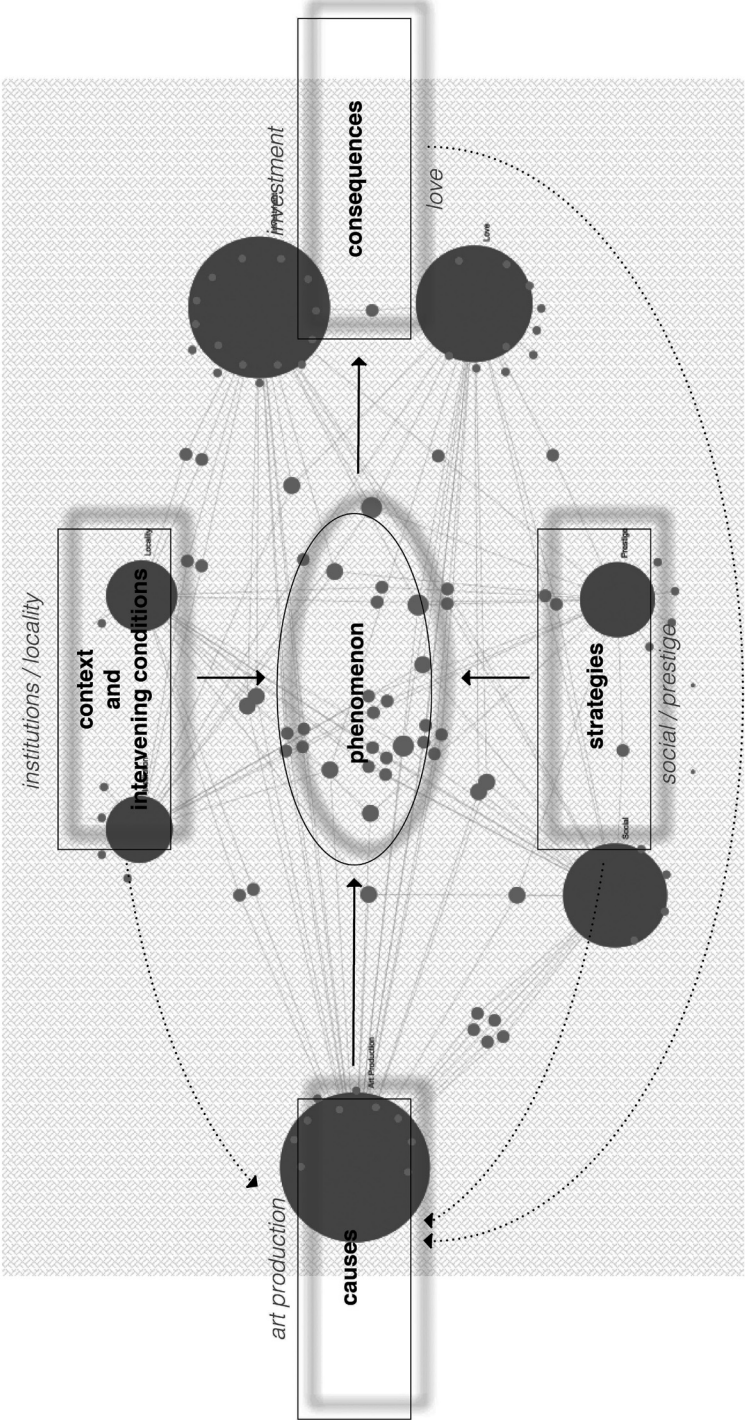 institutions / locality
context
and
intervening conditions
Locality
art production
investment
causes
phenomenon
consequences
Art Production
love
Love
strategies
Social
Prestige
social / prestige